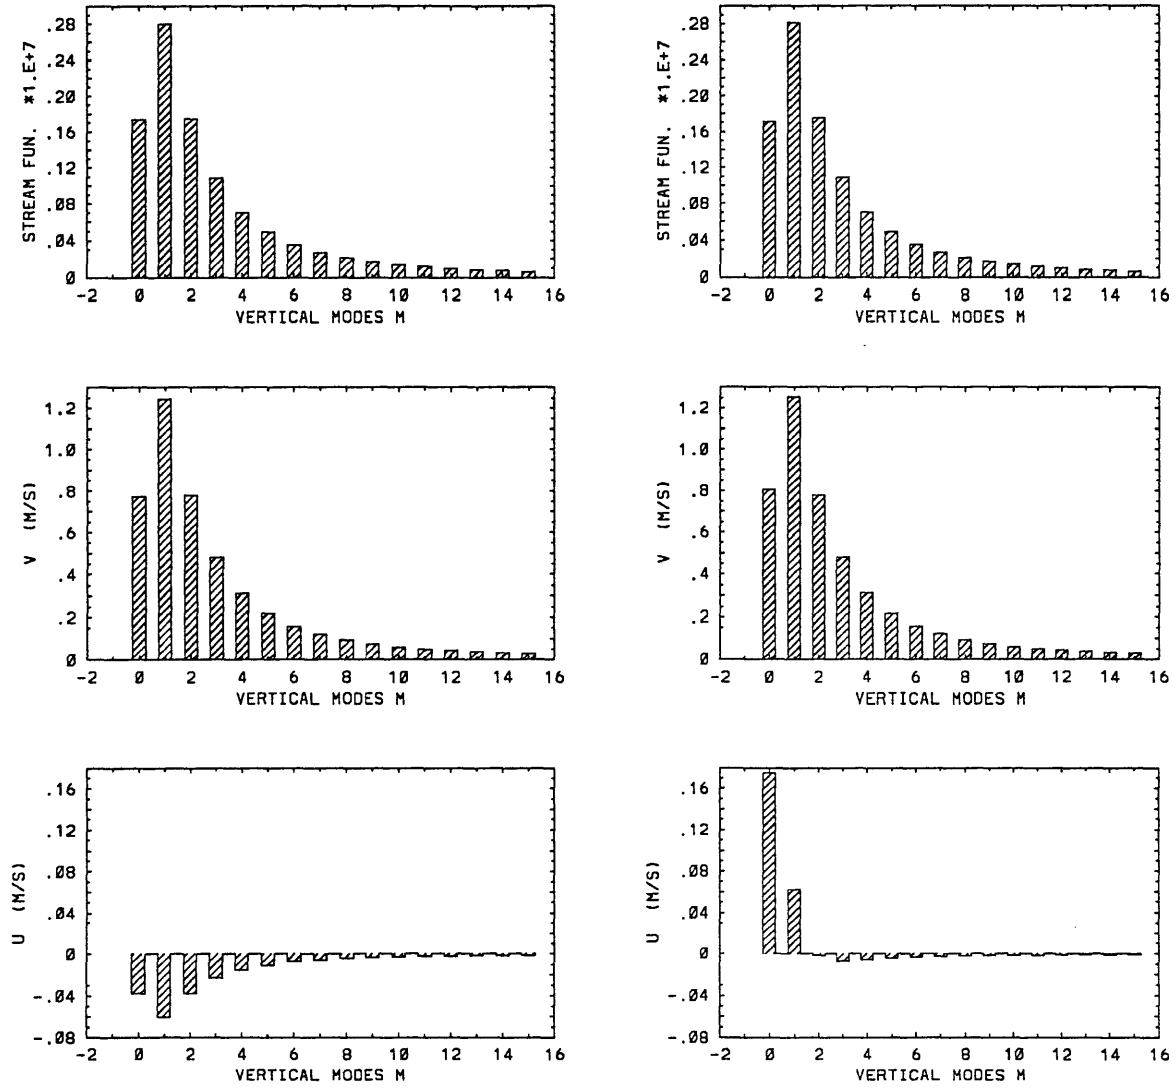 STREAM FUN. *1.E+7
.28
.24
.20
.16
.12
.08
.04
0
-2 0 2 4 6 8 10 12 14 16
VERTICAL MODES M
STREAM FUN. *1.E+7
.28
.24
.20
.16
.12
.08
.04
0
-2 0 2 4 6 8 10 12 14 16
VERTICAL MODES M
V (M/S)
1.2
1.0
.8
.6
.4
.2
0
-2 0 2 4 6 8 10 12 14 16
VERTICAL MODES M
V (M/S)
1.2
1.0
.8
.6
.4
.2
0
-2 0 2 4 6 8 10 12 14 16
VERTICAL MODES M
U (M/S)
.16
.12
.08
.04
0
-.04
-.08
-2 0 2 4 6 8 10 12 14 16
VERTICAL MODES M
U (M/S)
.16
.12
.08
.04
0
-.04
-.08
-2 0 2 4 6 8 10 12 14 16
VERTICAL MODES M